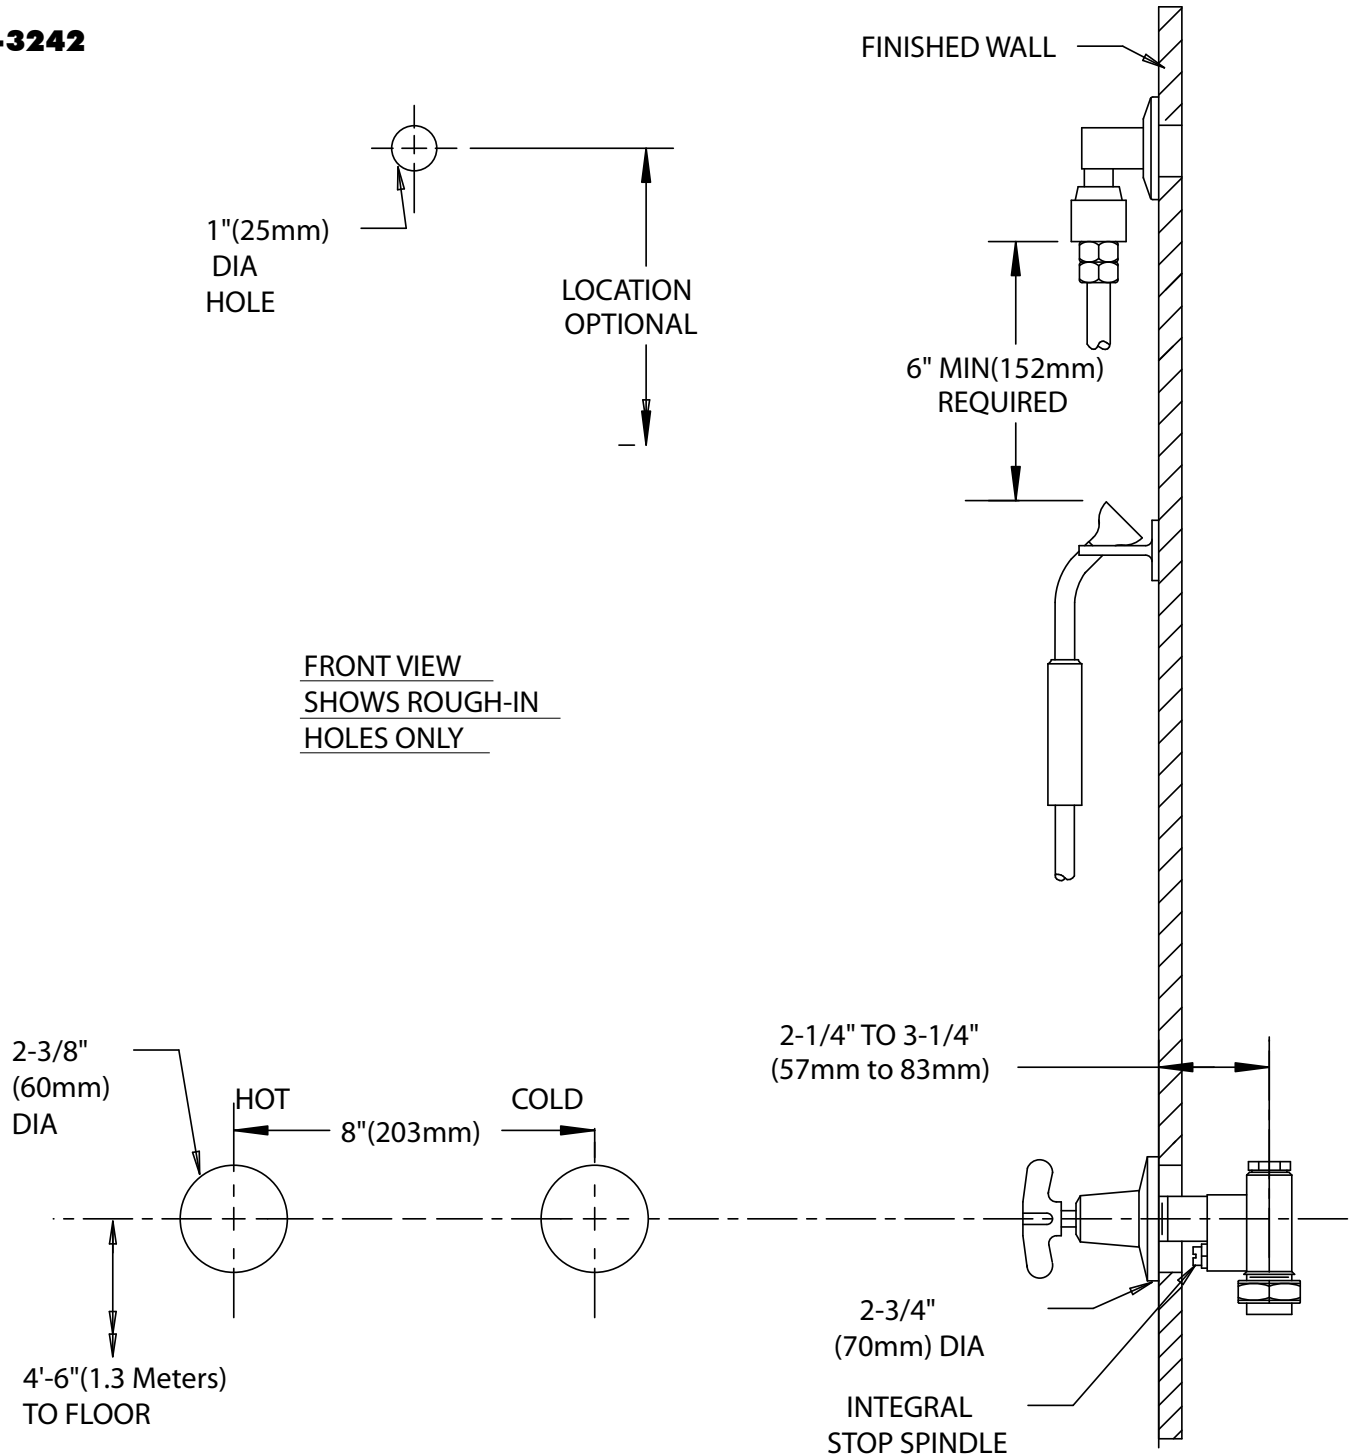 -3242
FINISHED WALL
1"(25mm)
DIA
HOLE
LOCATION
OPTIONAL
6" MIN(152mm)
REQUIRED
FRONT VIEW
SHOWS ROUGH-IN
HOLES ONLY
2-3/8"
(60mm)
DIA
HOT
COLD
8"(203mm)
2-1/4" TO 3-1/4"
(57mm to 83mm)
4'-6"(1.3 Meters)
TO FLOOR
2-3/4"
(70mm) DIA
INTEGRAL
STOP SPINDLE